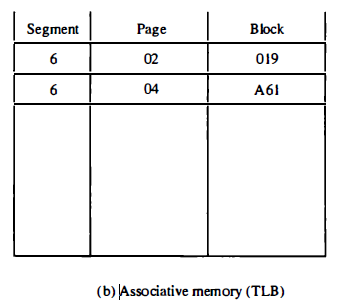 Segment Page Block
6 02 019
6 04 A61
(b) Associative memory (TLB)